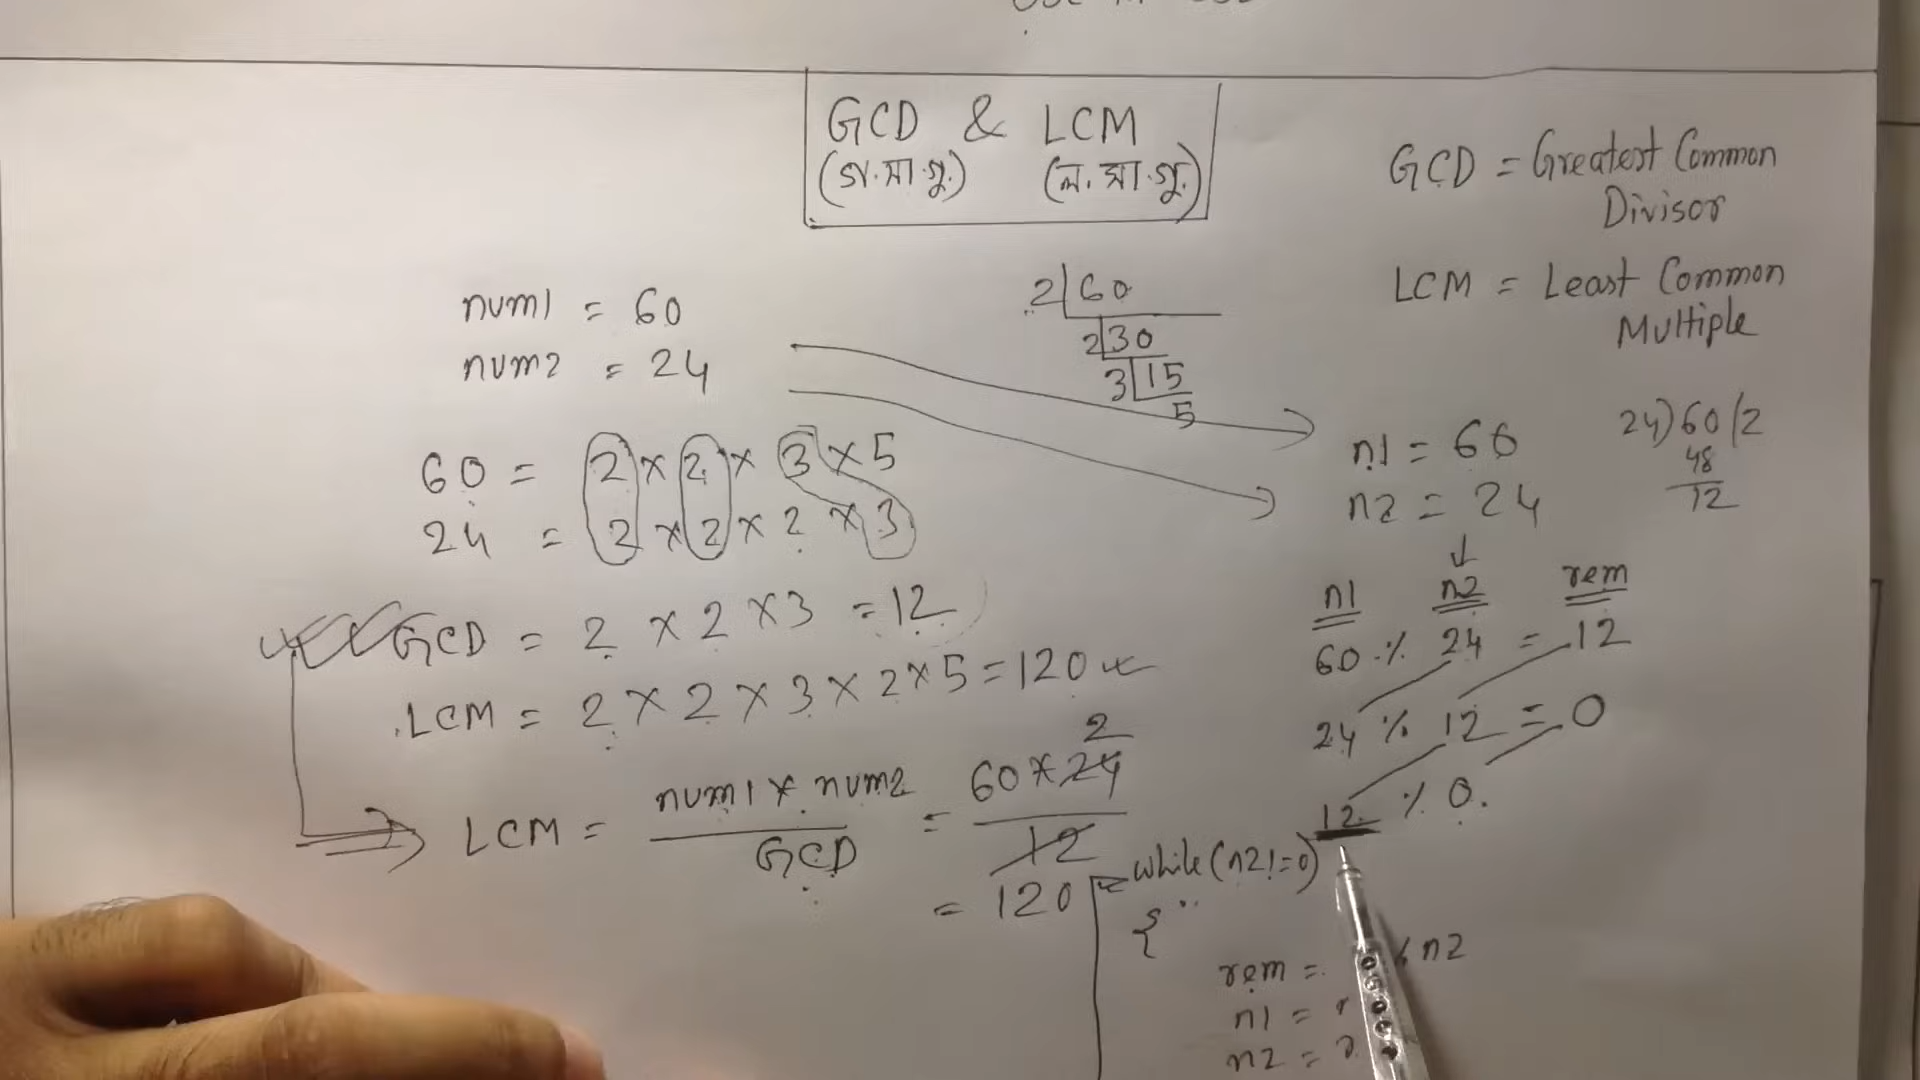 GCD & LCM
(গ.সা.গু.) (ল.সা.গু.)
GCD = Greatest Common
Divisor
LCM = Least Common
Multiple
num1 = 60
num2 = 24
2 60
2 30
3 15
5
60 = 2 × 2 × 3 × 5
24 = 2 × 2 × 2 × 3
GCD = 2 × 2 × 3 = 12
LCM = 2 × 2 × 3 × 2 × 5 = 120
2
LCM = num1 * num2 / GCD = 60 * 24 / 12
= 120
n1 = 60
n2 = 24
24)60(2
48
12
n1 n2 rem
60 % 24 = 12
24 % 12 = 0
12 % 0.
while (n2!=0)
{
rem = % n2
n1 =
n2 =